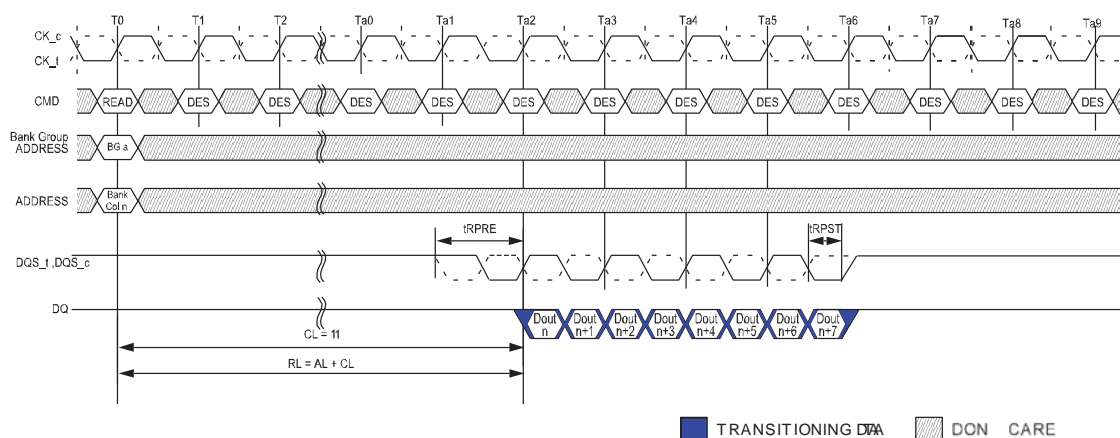 T0 T1 T2 Ta0 Ta1 Ta2 Ta3 Ta4 Ta5 Ta6 Ta7 Ta8 Ta9
CK_c
CK_t
CMD READ DES DES DES DES DES DES DES DES DES DES DES DES
Bank Group
ADDRESS BG a
ADDRESS Bank
Col n
tRPRE tRPST
DQS_t ,DQS_c
DQ Dout
n Dout
n+1 Dout
n+2 Dout
n+3 Dout
n+4 Dout
n+5 Dout
n+6 Dout
n+7
CL = 11
RL = AL + CL
TRANSITIONING DATA DON CARE